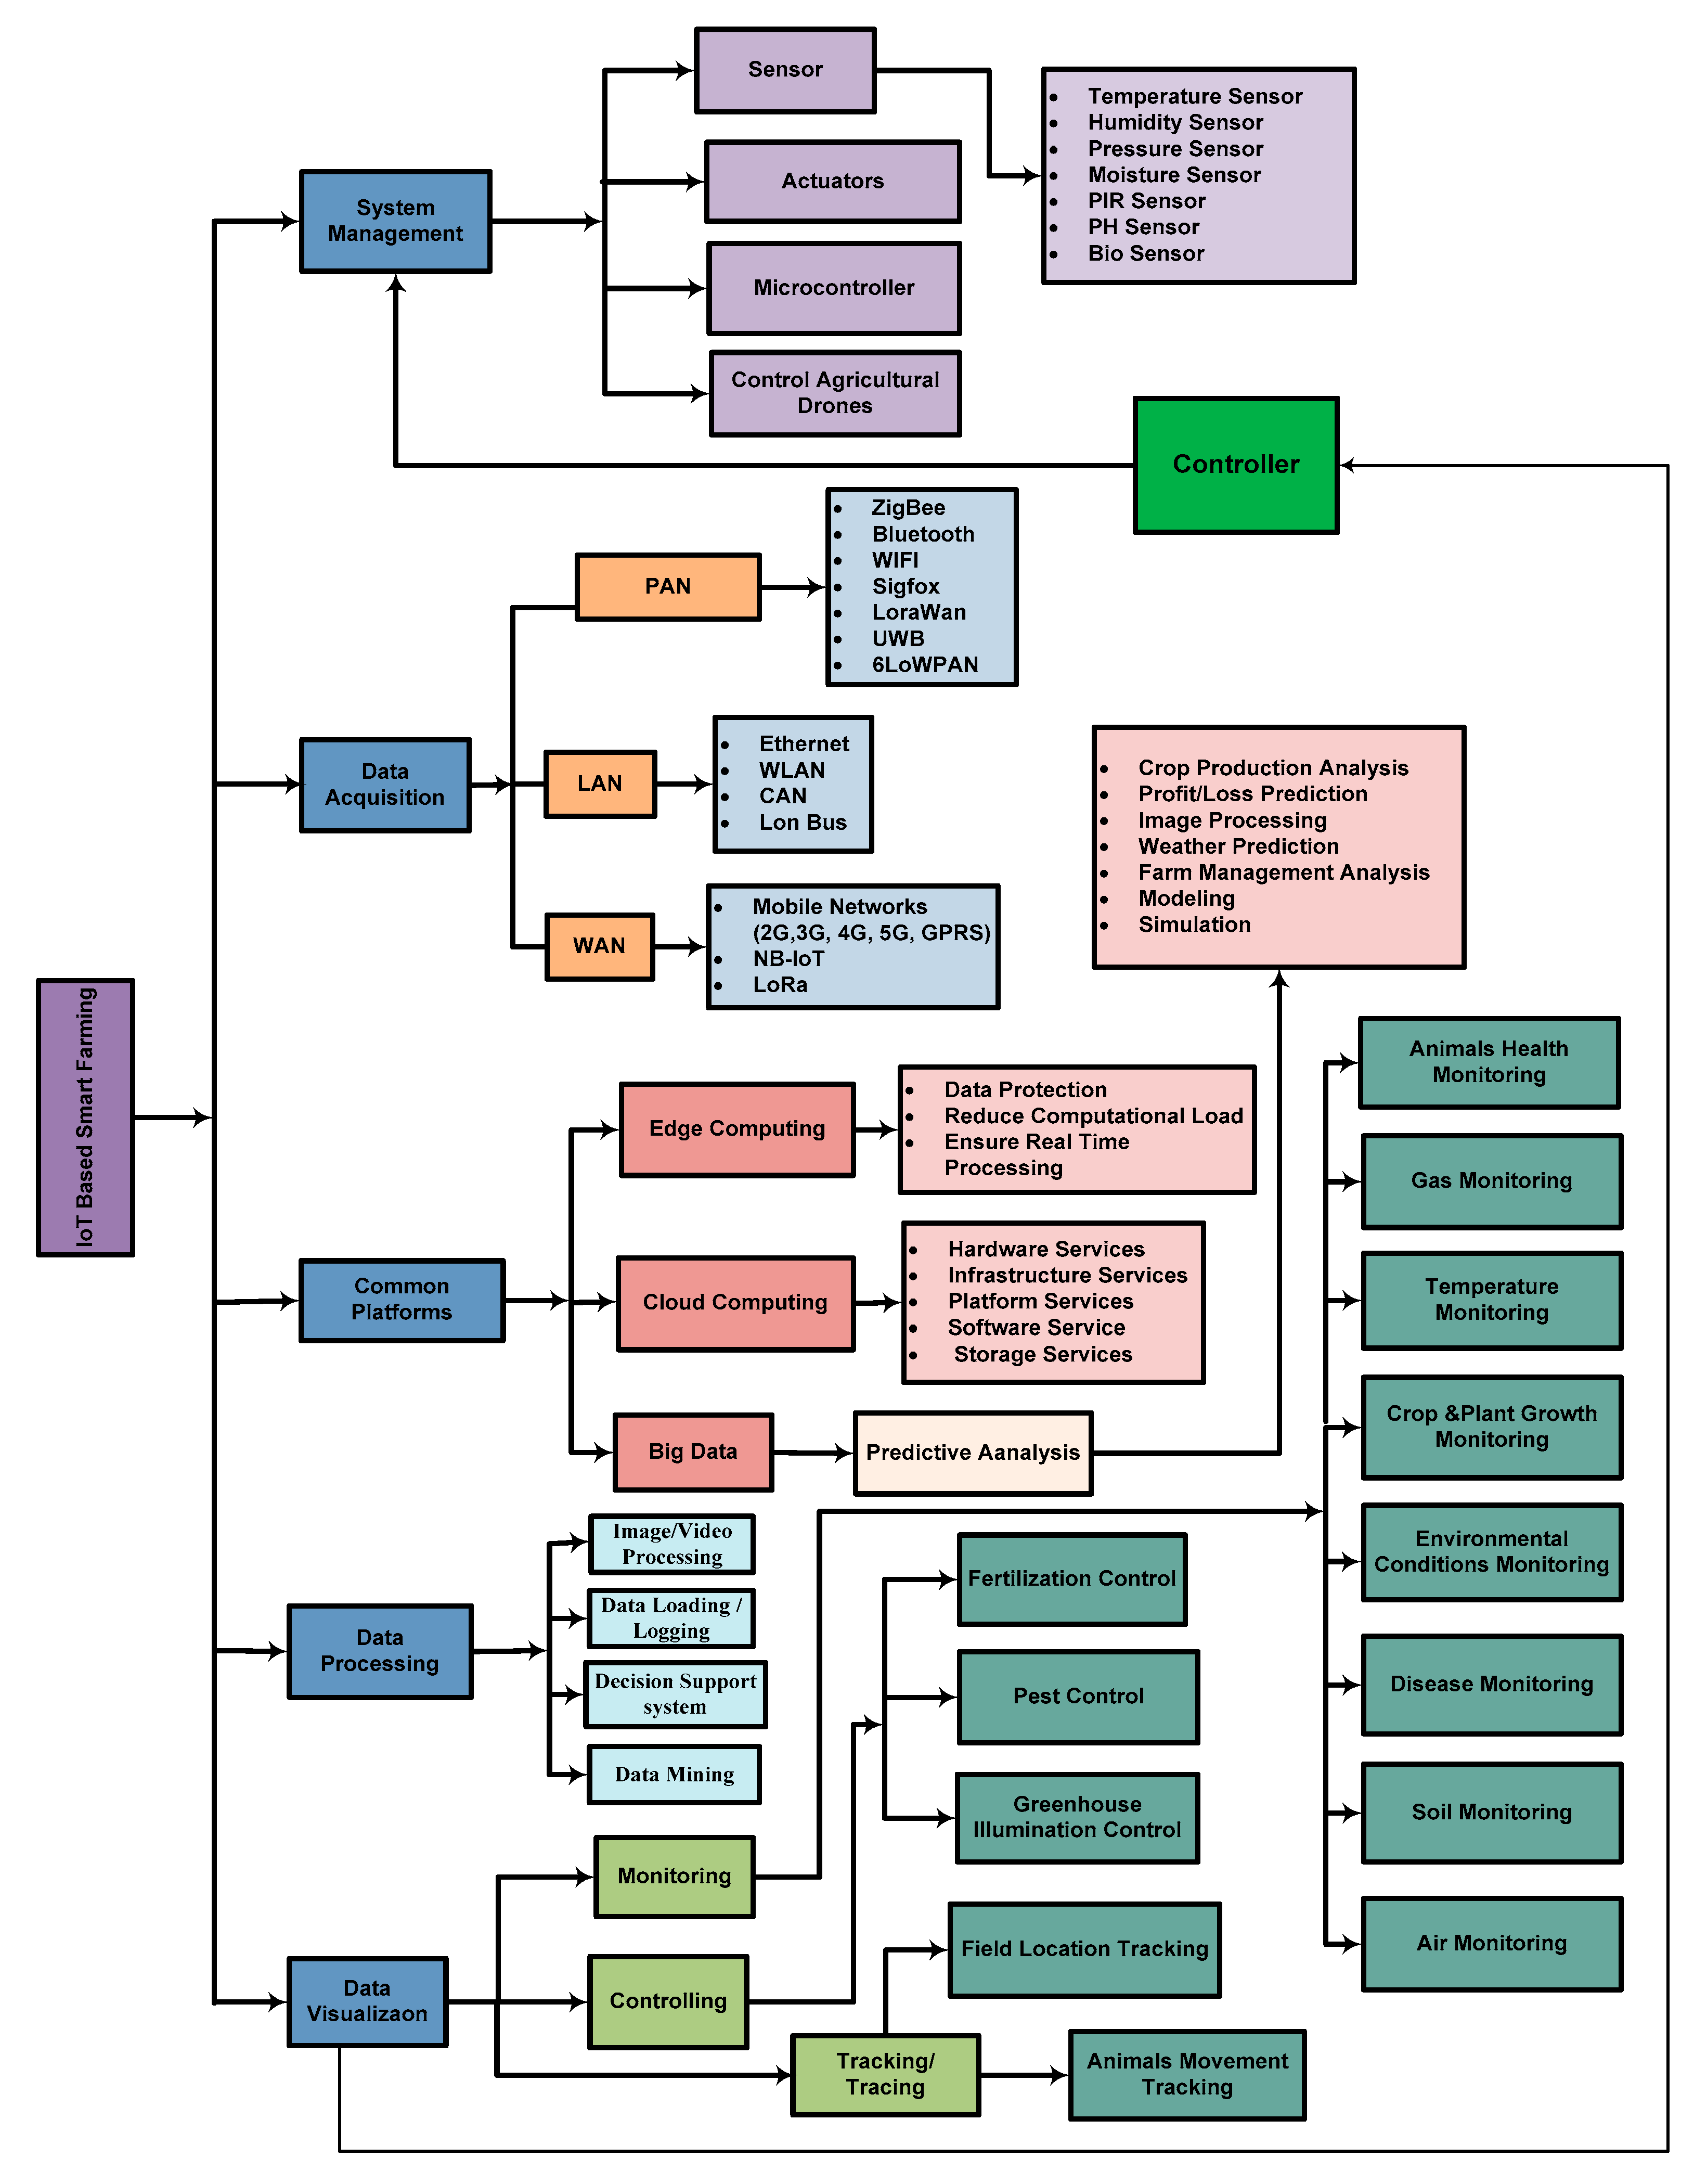 IoT Based Smart Farming
System
Management
Sensor
Actuators
Microcontroller
Control Agricultural
Drones
• Temperature Sensor
• Humidity Sensor
• Pressure Sensor
• Moisture Sensor
• PIR Sensor
• PH Sensor
• Bio Sensor
Controller
Data
Acquisition
PAN
• ZigBee
• Bluetooth
• WIFI
• Sigfox
• LoraWan
• UWB
• 6LoWPAN
LAN
• Ethernet
• WLAN
• CAN
• Lon Bus
WAN
• Mobile Networks
(2G,3G, 4G, 5G, GPRS)
• NB-IoT
• LoRa
Common
Platforms
Edge Computing
• Data Protection
• Reduce Computational Load
• Ensure Real Time
Processing
Cloud Computing
• Hardware Services
• Infrastructure Services
• Platform Services
• Software Service
• Storage Services
Big Data
Predictive Aanalysis
• Crop Production Analysis
• Profit/Loss Prediction
• Image Processing
• Weather Prediction
• Farm Management Analysis
• Modeling
• Simulation
Data
Processing
Image/Video
Processing
Data Loading /
Logging
Decision Support
system
Data Mining
Data
Visualizaon
Monitoring
Animals Health
Monitoring
Gas Monitoring
Temperature
Monitoring
Crop &Plant Growth
Monitoring
Environmental
Conditions Monitoring
Disease Monitoring
Soil Monitoring
Air Monitoring
Controlling
Fertilization Control
Pest Control
Greenhouse
Illumination Control
Tracking/
Tracing
Field Location Tracking
Animals Movement
Tracking